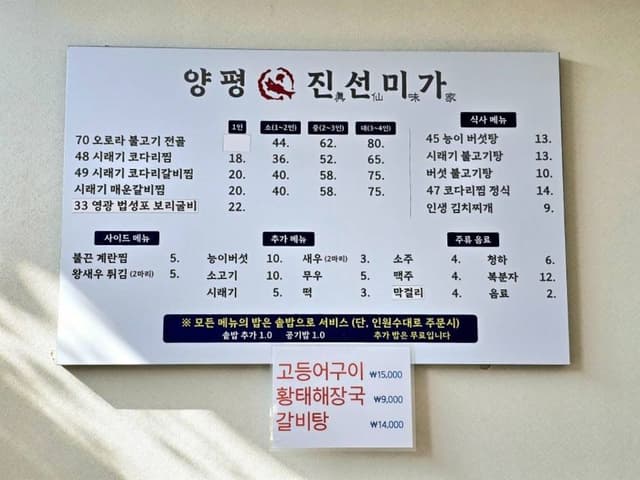 양평 진선미가
眞仙味家
1인 소(1~2인) 중(2~3인) 대(3~4인)
70 오로라 불고기 전골 44. 62. 80.
48 시래기 코다리찜 18. 36. 52. 65.
49 시래기 코다리갈비찜 20. 40. 58. 75.
시래기 매운갈비찜 20. 40. 58. 75.
33 영광 법성포 보리굴비 22.
식사 메뉴
45 능이 버섯탕 13.
시래기 불고기탕 13.
버섯 불고기탕 10.
47 코다리찜 정식 14.
인생 김치찌개 9.
사이드 메뉴
불끈 계란찜 5.
왕새우 튀김 (2마리) 5.
추가 메뉴
능이버섯 10. 새우 (2마리) 3.
소고기 10. 무우 5.
시래기 5. 떡 3.
주류 음료
소주 4. 청하 6.
맥주 4. 복분자 12.
막걸리 4. 음료 2.
※ 모든 메뉴의 밥은 솥밥으로 서비스 (단, 인원수대로 주문시)
솥밥 추가 1.0 공기밥 1.0 추가 밥은 무료입니다
고등어구이 ₩15,000
황태해장국 ₩9,000
갈비탕 ₩14,000